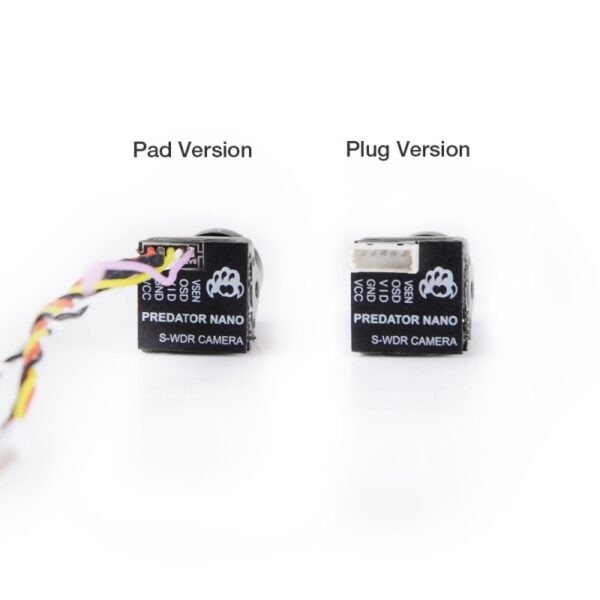 Pad Version
Plug Version
VCC
GND
VID
OSD
VSEN
PREDATOR NANO
S-WDR CAMERA
VCC
GND
VID
OSD
VSEN
PREDATOR NANO
S-WDR CAMERA